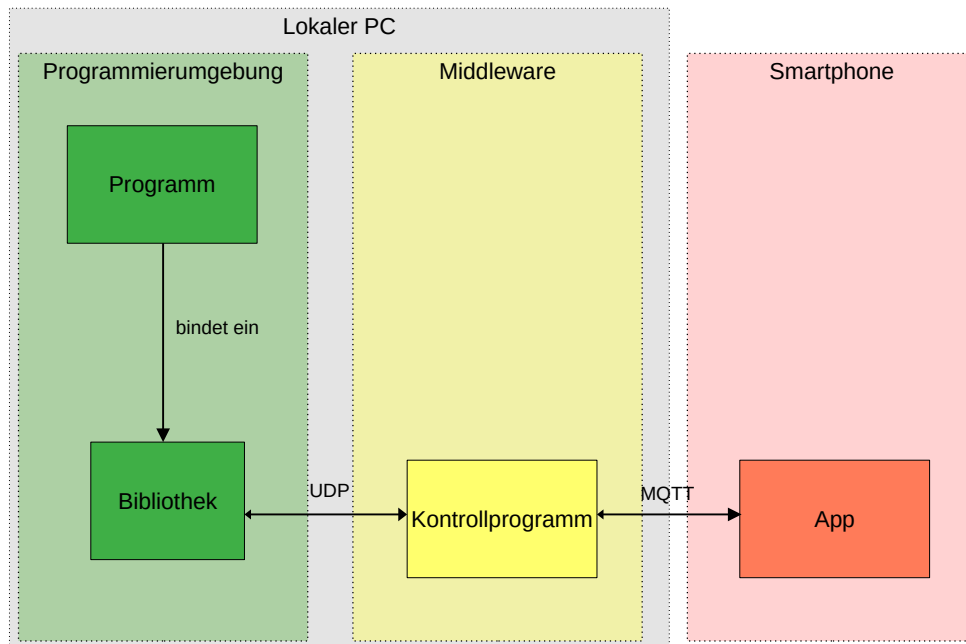 Lokaler PC
Programmierumgebung
Middleware
Smartphone
Programm
bindet ein
Bibliothek
UDP
Kontrollprogramm
MQTT
App